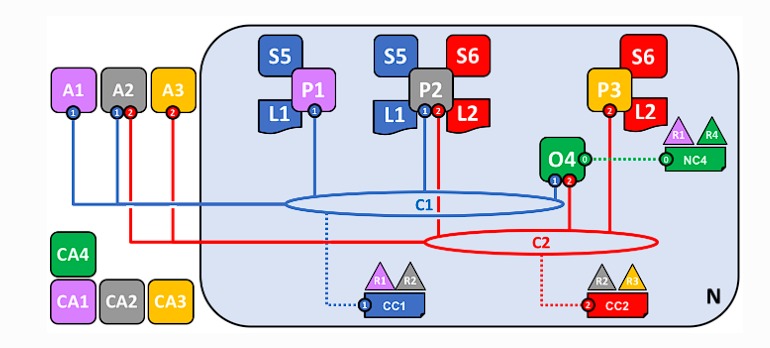 S5 S5 S6 S6
A1 A2 A3 P1 P2 P3
1 1 2 2 L1 1 L1 1 2 L2 2 L2
R1 R4
O4 0 0 NC4
1 2
C1
C2
CA4
R1 R2 R2 R3
CA1 CA2 CA3 1 CC1 2 CC2 N